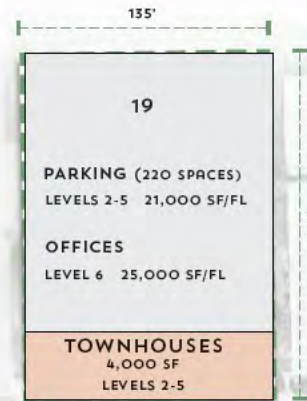 135'
19
PARKING (220 SPACES)
LEVELS 2-5 21,000 SF/FL
OFFICES
LEVEL 6 25,000 SF/FL
TOWNHOUSES
4,000 SF
LEVELS 2-5